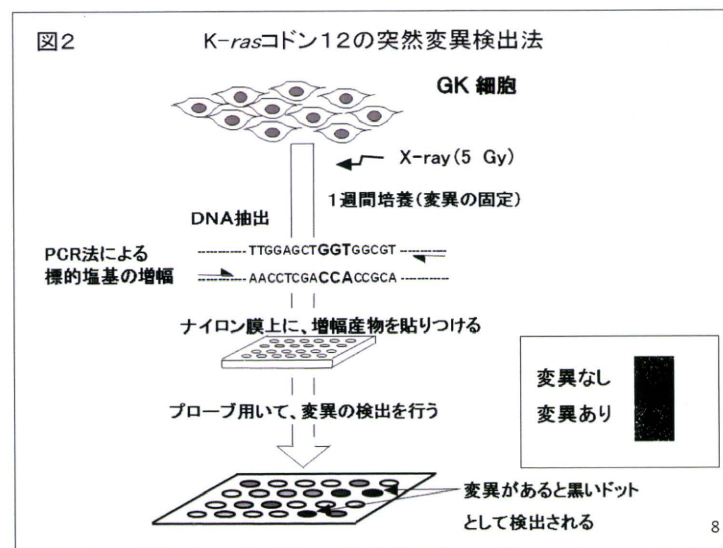 図2 K-rasコドン12の突然変異検出法
GK 細胞
X-ray(5 Gy)
1週間培養(変異の固定)
DNA抽出
PCR法による
標的塩基の増幅
---------TTGGAGCTGGTGGCGT---------
---------AACCTCGACCACCGCA---------
ナイロン膜上に、増幅産物を貼りつける
変異なし
変異あり
プローブ用いて、変異の検出を行う
変異があると黒いドット
として検出される
8